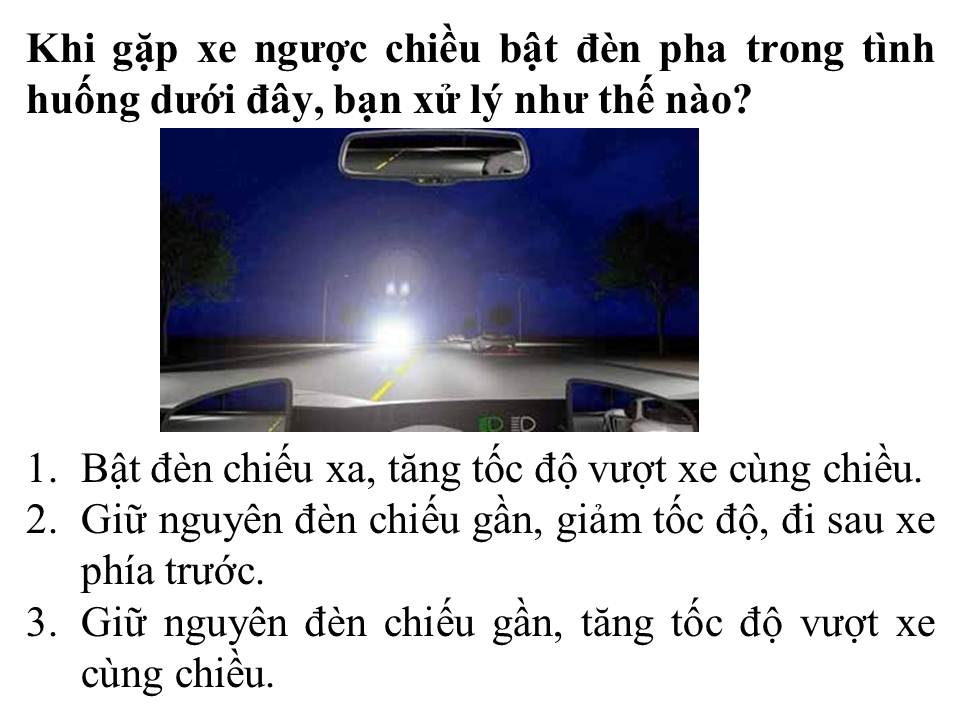 Khi gặp xe ngược chiều bật đèn pha trong tình
huống dưới đây, bạn xử lý như thế nào?
1. Bật đèn chiếu xa, tăng tốc độ vượt xe cùng chiều.
2. Giữ nguyên đèn chiếu gần, giảm tốc độ, đi sau xe
phía trước.
3. Giữ nguyên đèn chiếu gần, tăng tốc độ vượt xe
cùng chiều.